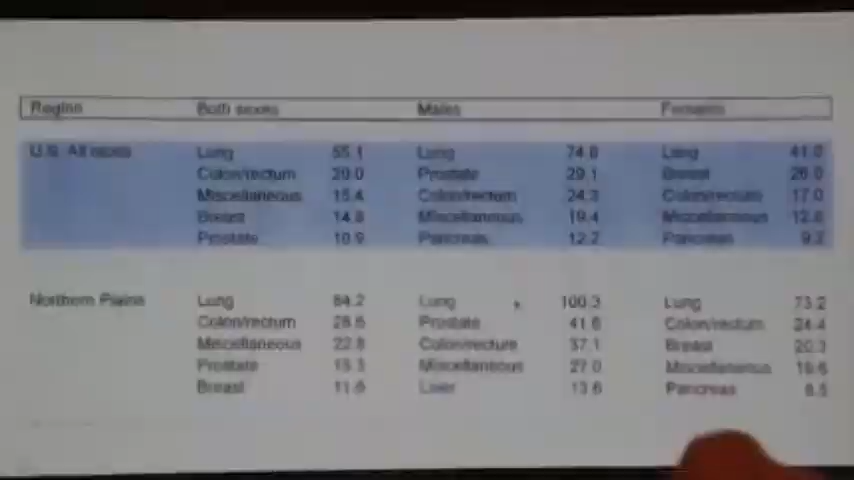 Region Both sexes Males Females
U.S. All races Lung 55.1 Lung 74.8 Lung 41.0
Colon/rectum 20.0 Prostate 29.1 Breast 26.0
Miscellaneous 15.4 Colon/rectum 24.3 Colon/rectum 17.0
Breast 14.8 Miscellaneous 19.4 Miscellaneous
Prostate 10.9 Pancreas 12.2 Pancreas
Northern Plains Lung 84.2 Lung 100.3 Lung 73.2
Colon/rectum 28.6 Prostate 41.6 Colon/rectum 24.4
Miscellaneous 22.8 Colon/rectum 37.1 Breast 20.3
Prostate 15.3 Miscellaneous 27.0 Miscellaneous
Breast 11.6 Liver 13.6 Pancreas